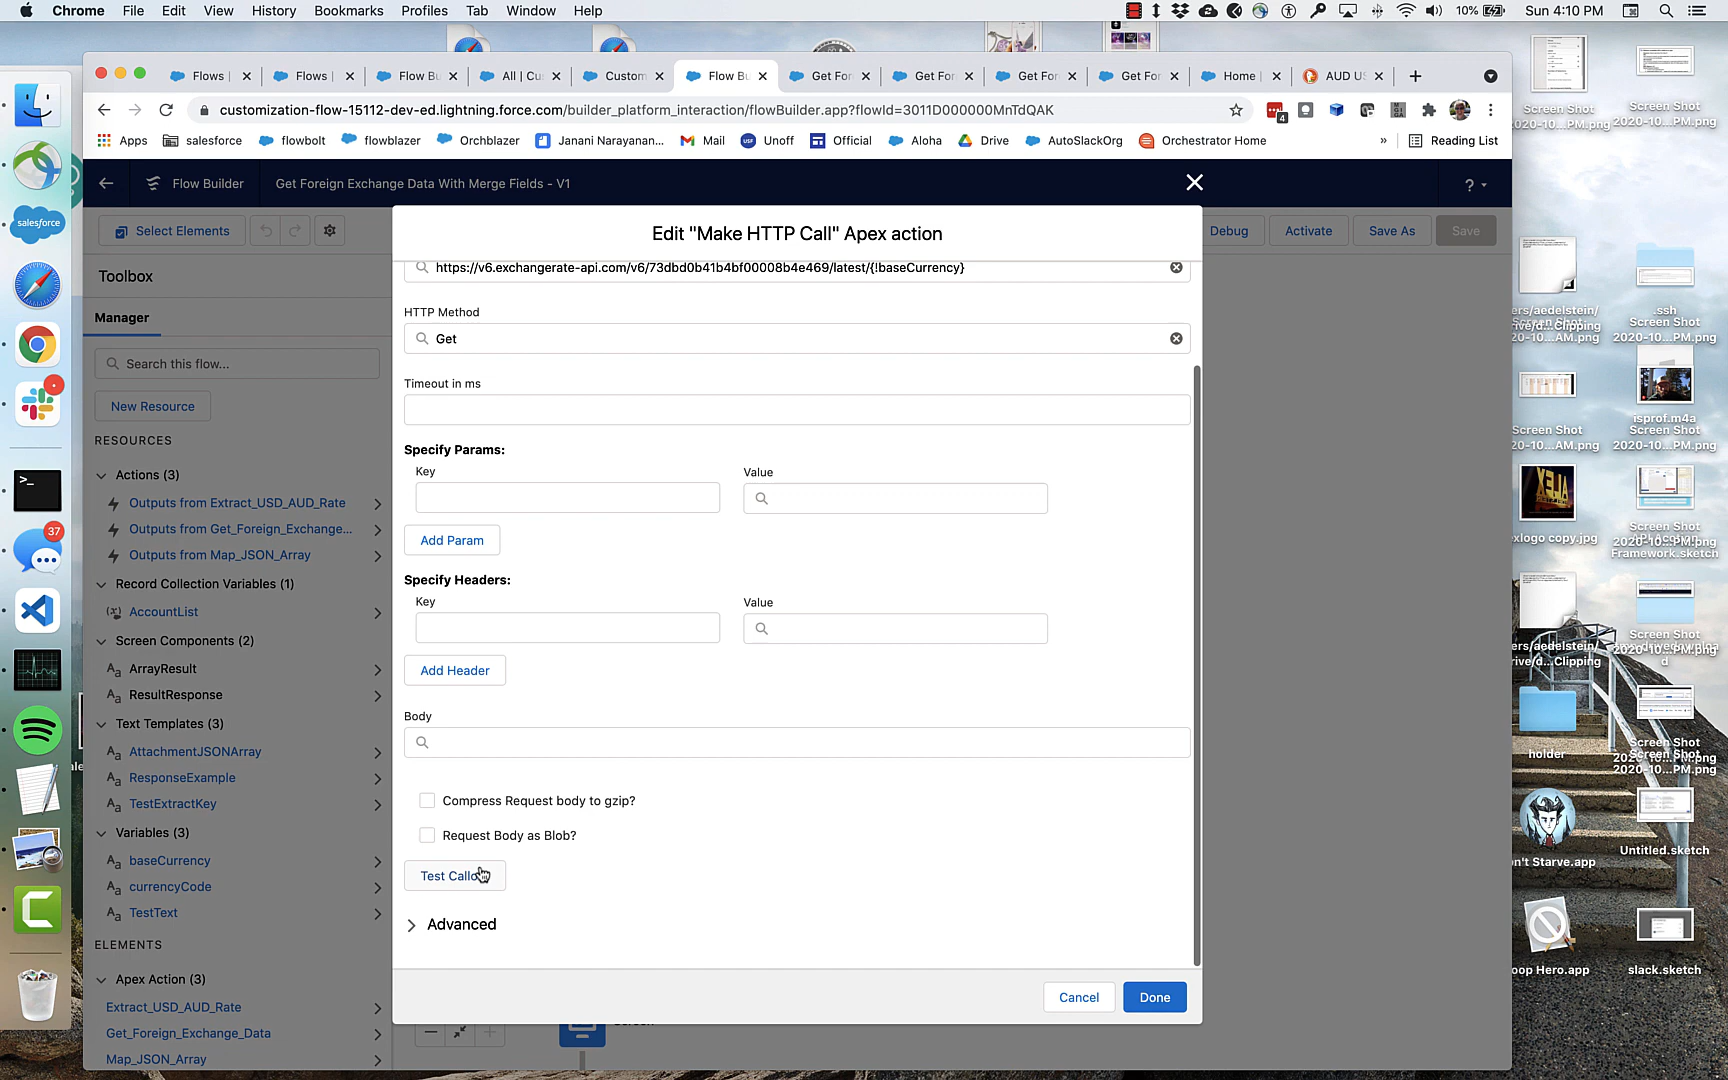 Chrome File Edit View History Bookmarks Profiles Tab Window Help
10% Sun 4:10 PM
Flows | Flows | Flow Bu All | Cu Custom Flow Bu Get For Get For Get For Get For Home | AUD US
customization-flow-15112-dev-ed.lightning.force.com/builder_platform_interaction/flowBuilder.app?flowId=3011D000000MnTdQAK
4
Apps salesforce flowbolt flowblazer Orchblazer Janani Narayanan... Mail Unoff Official Aloha Drive AutoSlackOrg Orchestrator Home » Reading List
Flow Builder Get Foreign Exchange Data With Merge Fields - V1 ?
Select Elements Debug Activate Save As Save
Edit "Make HTTP Call" Apex action
https://v6.exchangerate-api.com/v6/73dbd0b41b4bf00008b4e469/latest/{!baseCurrency}
HTTP Method
Get
Timeout in ms
Specify Params:
Key Value
Add Param
Specify Headers:
Key Value
Add Header
Body
Compress Request body to gzip?
Request Body as Blob?
Test Callo
Advanced
Cancel Done
Toolbox
Manager
Search this flow...
New Resource
RESOURCES
Actions (3)
Outputs from Extract_USD_AUD_Rate
Outputs from Get_Foreign_Exchange...
Outputs from Map_JSON_Array
Record Collection Variables (1)
AccountList
Screen Components (2)
ArrayResult
ResultResponse
Text Templates (3)
AttachmentJSONArray
ResponseExample
TestExtractKey
Variables (3)
baseCurrency
currencyCode
TestText
ELEMENTS
Apex Action (3)
Extract_USD_AUD_Rate
Get_Foreign_Exchange_Data
Map_JSON_Array
salesforce
37
Screen Shot
2020-10...PM.png
Screen Shot
2020-10...PM.png
ers/aedelstein/
Screen Shot
rive/d...Clipping
.ssh
Screen Shot
2020-10...PM.png
Screen Shot
20-10...AM.png
isprof.m4a
Screen Shot
2020-10...PM.png
ALEX
exlogo copy.jpg
Screen Shot
2020-10...PM.png
Framework.sketch
ers/aedelstein/
rive/d...Clipping
Screen Shot
holder
Screen Shot
Screen Shot
2020-10...PM.png
n't Starve.app
Untitled.sketch
oop Hero.app
slack.sketch